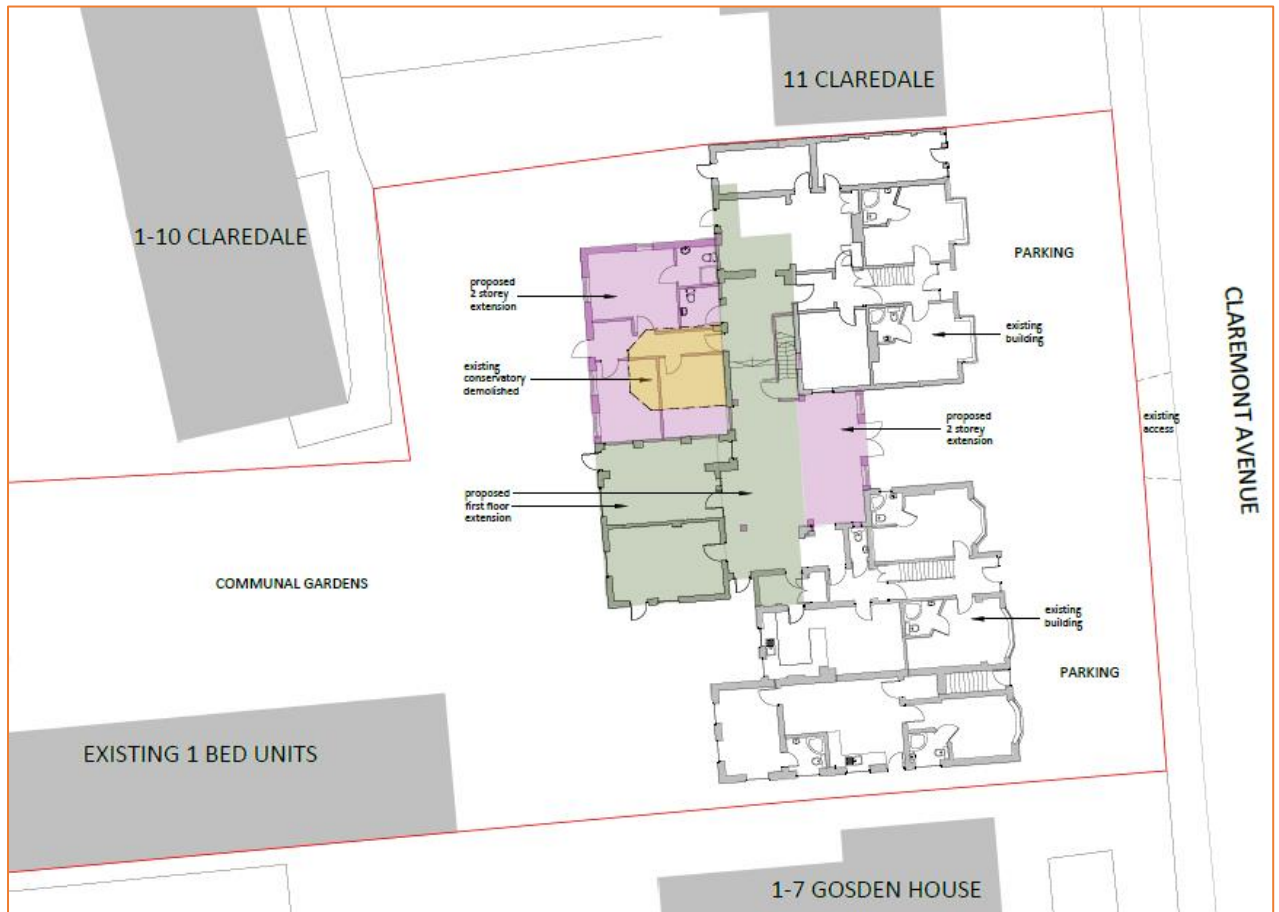 11 CLAREDALE
1-10 CLAREDALE
PARKING
proposed
2 storey
extension
CLAREMONT AVENUE
existing
building
existing
conservatory
demolished
proposed
2 storey
extension
existing
access
proposed
first floor
extension
COMMUNAL GARDENS
existing
building
PARKING
EXISTING 1 BED UNITS
1-7 GOSDEN HOUSE